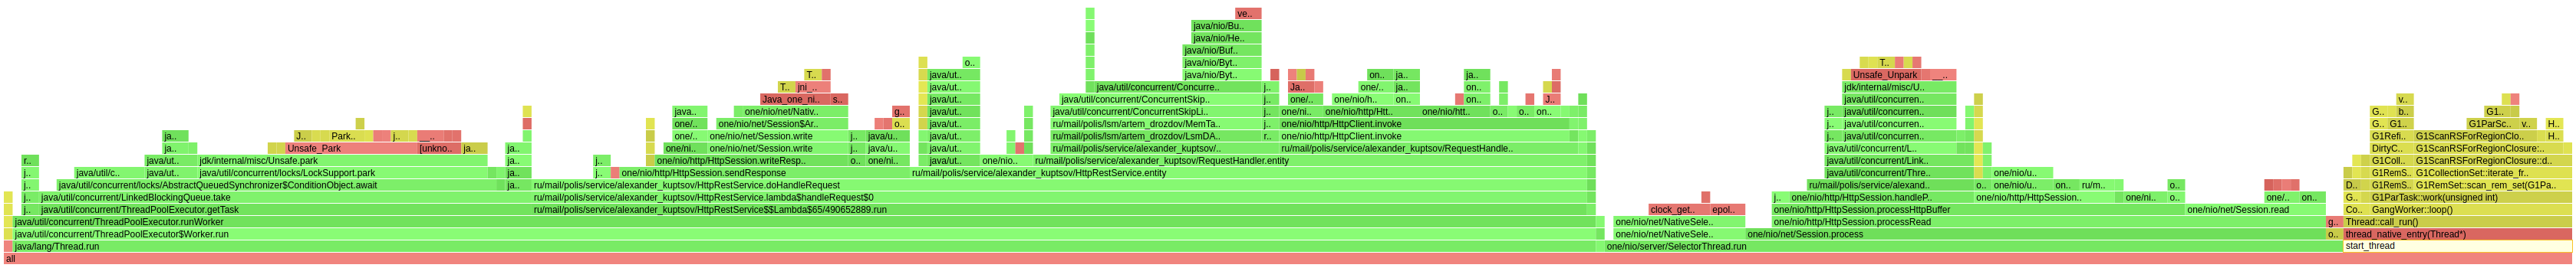 ve..
java/nio/Bu..
java/nio/He..
java/nio/Buf..
o.. java/nio/Byt.. T..
T.. java/ut.. java/nio/Byt.. on.. ja.. ja.. Unsafe_Unpark __..
T.. jni_.. java/ut.. java/util/concurrent/Concurre.. j.. Ja.. one/.. on.. on.. jdk/internal/misc/U..
Java_one_ni.. s.. java/ut.. java/util/concurrent/ConcurrentSkip.. j.. one/.. one/nio/h.. on.. on.. J.. java/util/concurren.. v..
java.. one/nio/net/Nativ.. g.. java/ut.. java/util/concurrent/ConcurrentSkipLi.. j.. one/ni.. one/nio/http/Htt.. one/nio/htt.. o.. o.. on.. j.. java/util/concurren.. G.. b.. G1..
one/.. one/nio/net/Session$Ar.. o.. java/ut.. ru/mail/polis/lsm/artem_drozdov/MemTa.. j.. one/nio/http/HttpClient.invoke j.. java/util/concurren.. G.. G1.. G1ParSc.. v.. H..
ja.. J.. Park.. j.. __.. one/.. one/nio/net/Session.write j.. java/u.. java/ut.. ru/mail/polis/lsm/artem_drozdov/LsmDA.. j.. one/nio/http/HttpClient.invoke j.. java/util/concurren.. G1Refi.. G1ScanRSForRegionClo.. H..
ja.. Unsafe_Park [unkno.. ja.. ja.. one/ni.. one/nio/net/Session.write j.. java/u.. java/ut.. ru/mail/polis/service/alexander_kuptsov/.. r.. ru/mail/polis/service/alexander_kuptsov/RequestHandle.. java/util/concurrent/L.. DirtyC.. G1ScanRSForRegionClosure:..
r.. java/ut.. jdk/internal/misc/Unsafe.park ja.. j.. one/nio/http/HttpSession.writeResp.. o.. one/ni.. java/ut.. one/nio.. ru/mail/polis/service/alexander_kuptsov/RequestHandler.entity java/util/concurrent/Link.. G1Coll.. G1ScanRSForRegionClosure::d..
j.. java/util/c.. java/ut.. java/util/concurrent/locks/LockSupport.park ja.. j.. one/nio/http/HttpSession.sendResponse ru/mail/polis/service/alexander_kuptsov/HttpRestService.entity java/util/concurrent/Thre.. one/nio/u.. G1RemS.. G1CollectionSet::iterate_fr..
j.. java/util/concurrent/locks/AbstractQueuedSynchronizer$ConditionObject.await ja.. ru/mail/polis/service/alexander_kuptsov/HttpRestService.doHandleRequest ru/mail/polis/service/alexand.. o.. one/nio/u.. on.. ru/m.. o.. D.. G1RemS.. G1RemSet::scan_rem_set(G1Pa..
j.. java/util/concurrent/LinkedBlockingQueue.take ru/mail/polis/service/alexander_kuptsov/HttpRestService.lambda$handleRequest$0 j.. one/nio/http/HttpSession.handleP.. one/nio/http/HttpSession.. one/ni.. o.. one/.. on.. G.. G1ParTask::work(unsigned int)
j.. java/util/concurrent/ThreadPoolExecutor.getTask ru/mail/polis/service/alexander_kuptsov/HttpRestService$$Lambda$65/490652889.run clock_get.. epol.. one/nio/http/HttpSession.processHttpBuffer one/nio/net/Session.read Co.. GangWorker::loop()
java/util/concurrent/ThreadPoolExecutor.runWorker one/nio/net/NativeSele.. one/nio/http/HttpSession.processRead g.. Thread::call_run()
java/util/concurrent/ThreadPoolExecutor$Worker.run one/nio/net/NativeSele.. one/nio/net/Session.process o.. thread_native_entry(Thread*)
java/lang/Thread.run one/nio/server/SelectorThread.run start_thread
all